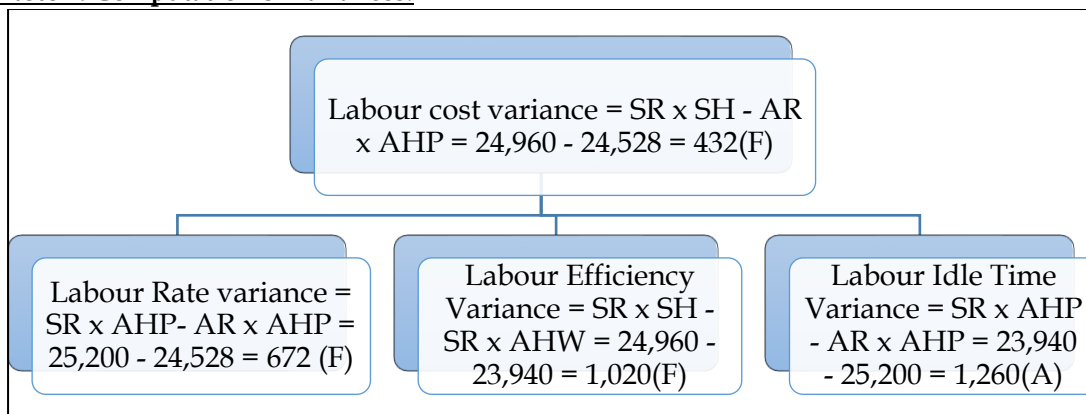 Labour cost variance = SR x SH - AR
x AHP = 24,960 - 24,528 = 432(F)
Labour Rate variance =
SR x AHP- AR x AHP =
25,200 - 24,528 = 672 (F)
Labour Efficiency
Variance = SR x SH -
SR x AHW = 24,960 -
23,940 = 1,020(F)
Labour Idle Time
Variance = SR x AHP
- AR x AHP = 23,940
- 25,200 = 1,260(A)